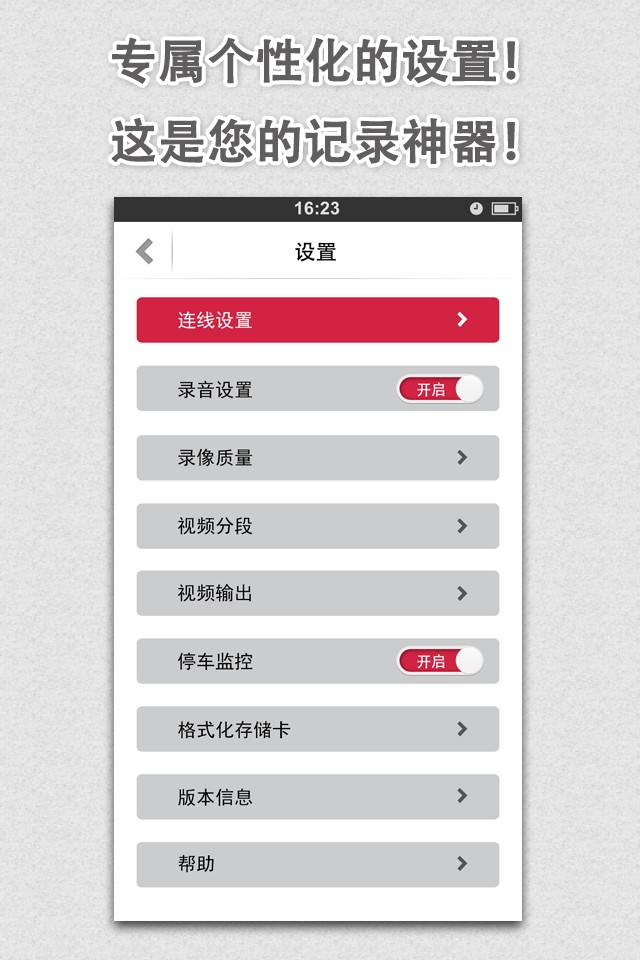 专属个性化的设置！
这是您的记录神器！
16:23
设置
连线设置
录音设置 开启
录像质量
视频分段
视频输出
停车监控 开启
格式化存储卡
版本信息
帮助